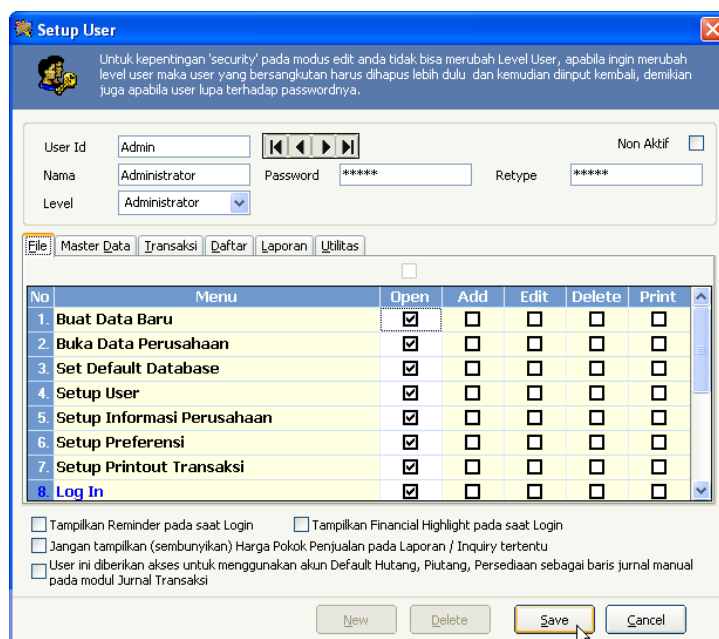 Setup User
Untuk kepentingan 'security' pada modus edit anda tidak bisa merubah Level User, apabila ingin merubah
level user maka user yang bersangkutan harus dihapus lebih dulu dan kemudian diinput kembali, demikian
juga apabila user lupa terhadap passwordnya.
User Id Admin Non Aktif
Nama Administrator Password ***** Retype *****
Level Administrator
File Master Data Transaksi Daftar Laporan Utilitas
No Menu Open Add Edit Delete Print
1. Buat Data Baru
2. Buka Data Perusahaan
3. Set Default Database
4. Setup User
5. Setup Informasi Perusahaan
6. Setup Preferensi
7. Setup Printout Transaksi
8. Log In
Tampilkan Reminder pada saat Login Tampilkan Financial Highlight pada saat Login
Jangan tampilkan (sembunyikan) Harga Pokok Penjualan pada Laporan / Inquiry tertentu
User ini diberikan akses untuk menggunakan akun Default Hutang, Piutang, Persediaan sebagai baris jurnal manual
pada modul Jurnal Transaksi
New Delete Save Cancel